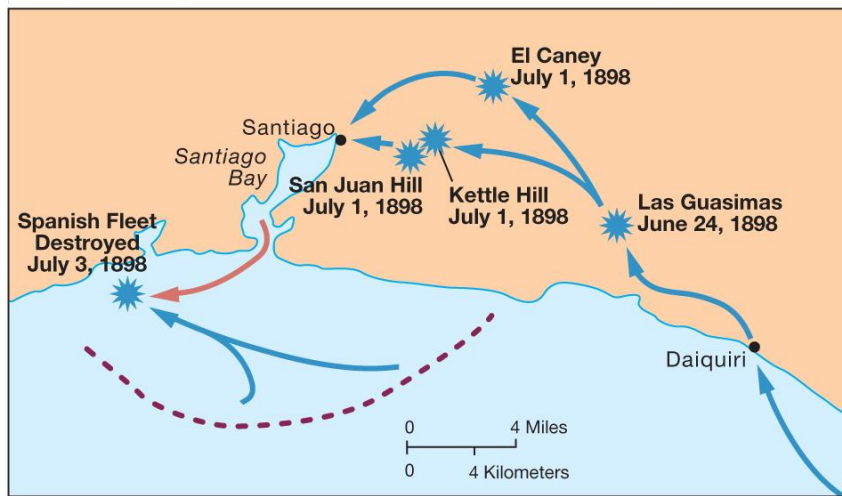 El Caney
July 1, 1898
Santiago
Santiago
Bay
San Juan Hill
July 1, 1898
Kettle Hill
July 1, 1898
Las Guasimas
June 24, 1898
Spanish Fleet
Destroyed
July 3, 1898
Daiquiri
0 4 Miles
0 4 Kilometers